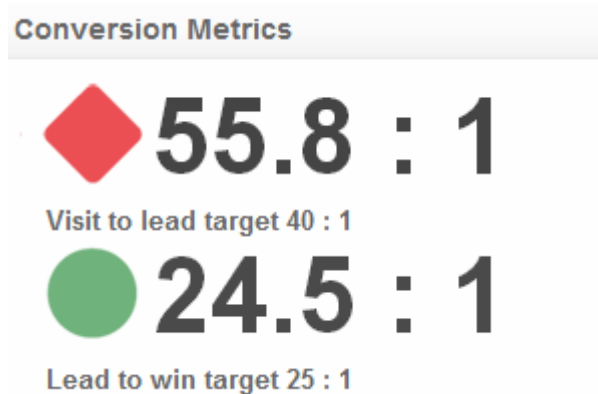 Conversion Metrics
55.8 : 1
Visit to lead target 40 : 1
24.5 : 1
Lead to win target 25 : 1